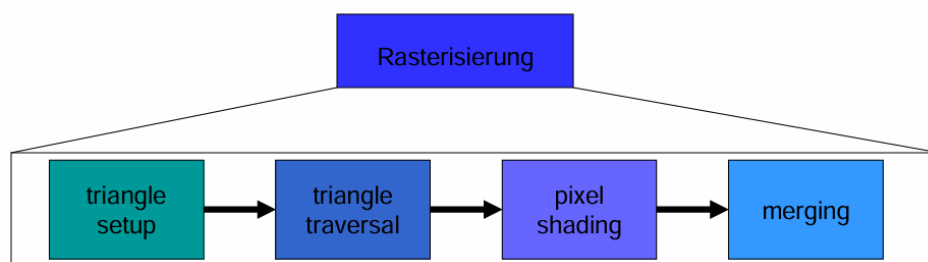 Rasterisierung
triangle
setup
triangle
traversal
pixel
shading
merging